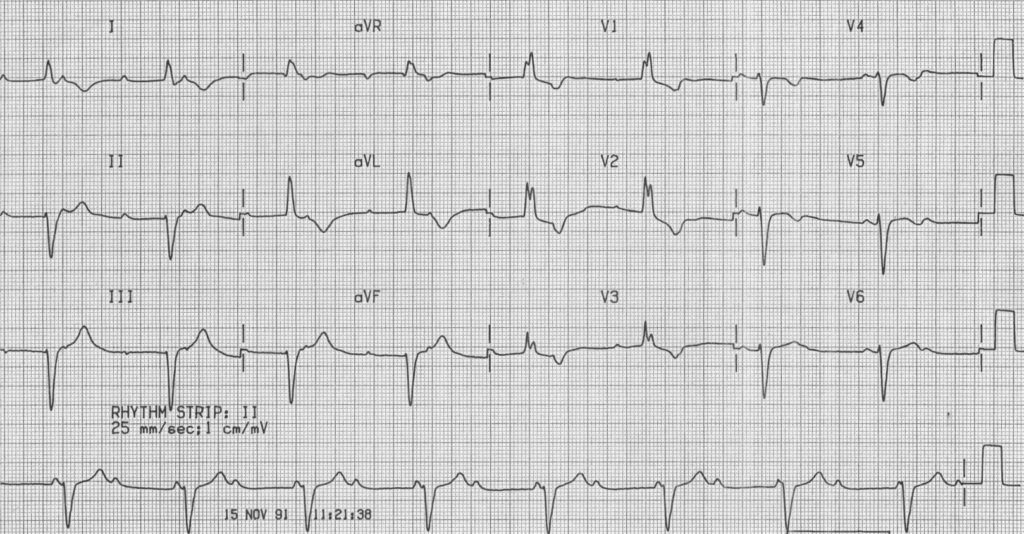 I aVR V1 V4
II aVL V2 V5
III aVF V3 V6
RHYTHM STRIP: II
25 mm/sec;1 cm/mV
15 NOV 91 11:21:38